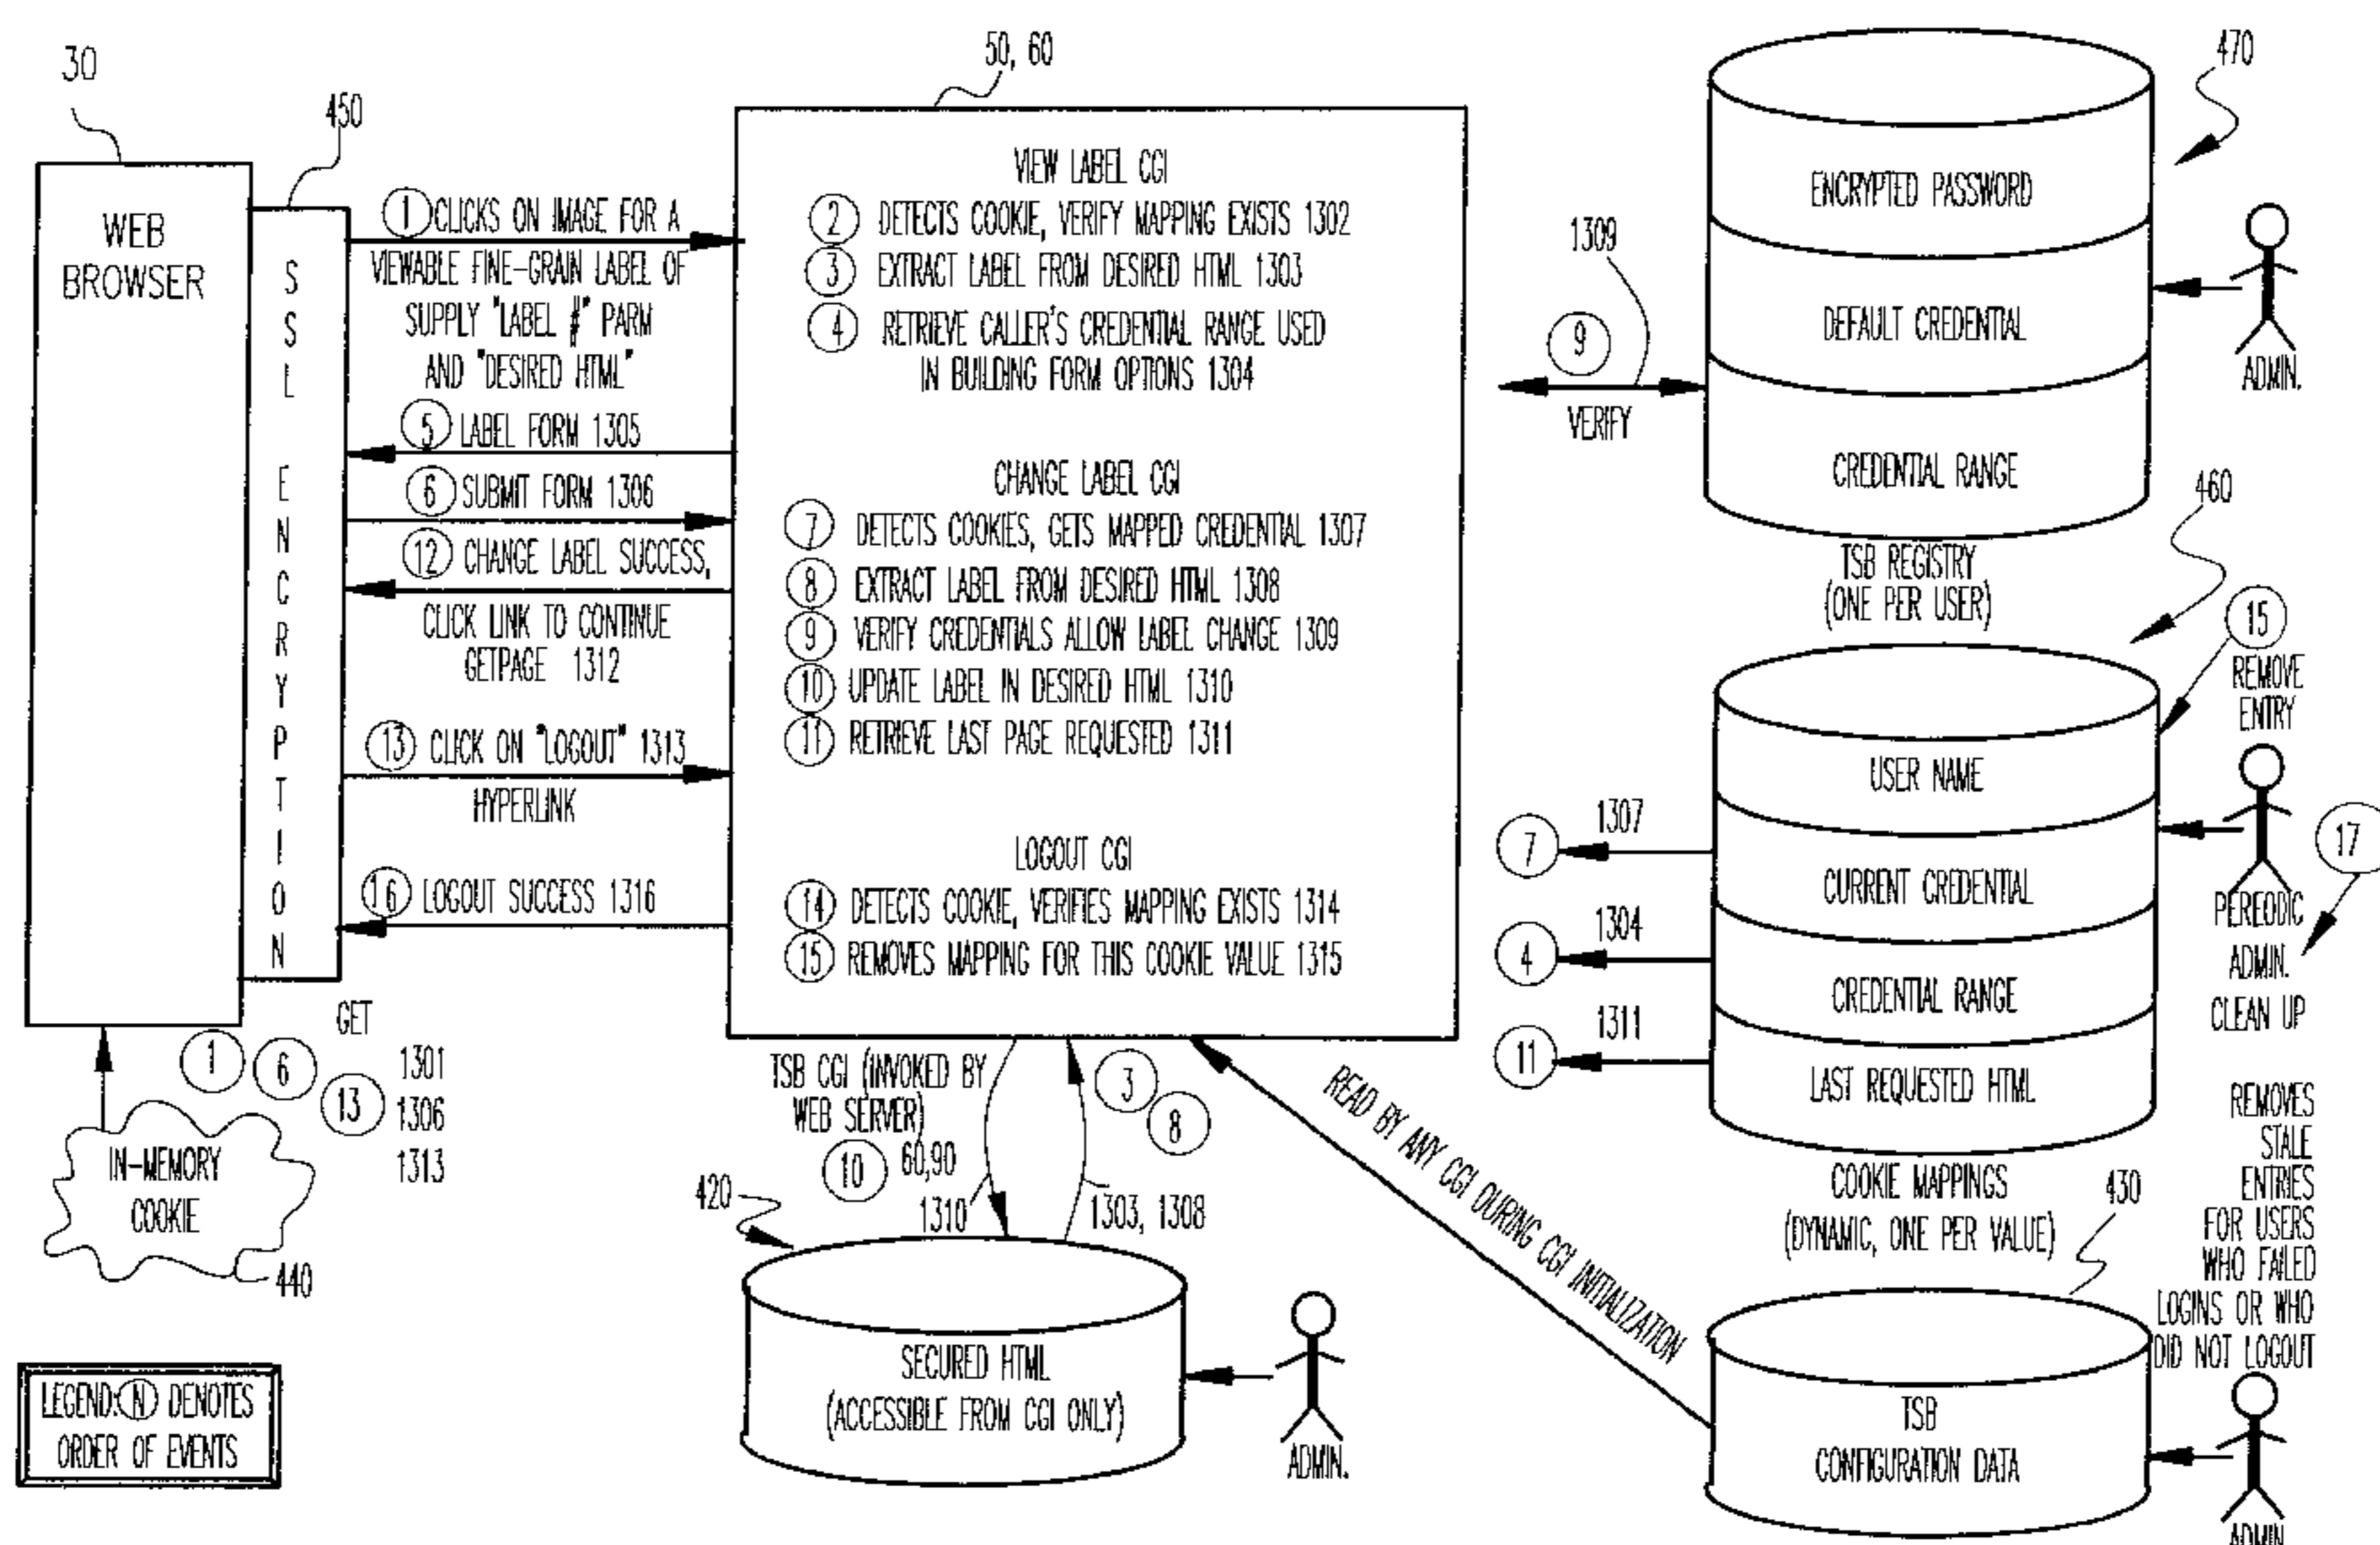 30
WEB
BROWSER
450
SSL ENCRYPTION
1 CLICKS ON IMAGE FOR A
VIEWABLE FINE-GRAIN LABEL OF
SUPPLY "LABEL #" PARM
AND "DESIRED HTML"
5 LABEL FORM 1305
6 SUBMIT FORM 1306
12 CHANGE LABEL SUCCESS,
CLICK LINK TO CONTINUE
GETPAGE 1312
13 CLICK ON "LOGOUT" 1313
HYPERLINK
16 LOGOUT SUCCESS 1316
GET
1 6 13
1301
1306
1313
IN-MEMORY
COOKIE
440
LEGEND: N DENOTES
ORDER OF EVENTS
50, 60
VIEW LABEL CGI
2 DETECTS COOKIE, VERIFY MAPPING EXISTS 1302
3 EXTRACT LABEL FROM DESIRED HTML 1303
4 RETRIEVE CALLER'S CREDENTIAL RANGE USED
IN BUILDING FORM OPTIONS 1304
CHANGE LABEL CGI
7 DETECTS COOKIES, GETS MAPPED CREDENTIAL 1307
8 EXTRACT LABEL FROM DESIRED HTML 1308
9 VERIFY CREDENTIALS ALLOW LABEL CHANGE 1309
10 UPDATE LABEL IN DESIRED HTML 1310
11 RETRIEVE LAST PAGE REQUESTED 1311
LOGOUT CGI
14 DETECTS COOKIE, VERIFIES MAPPING EXISTS 1314
15 REMOVES MAPPING FOR THIS COOKIE VALUE 1315
TSB CGI (INVOKED BY
WEB SERVER)
60,90
10
1310
3
8
1303, 1308
420
SECURED HTML
(ACCESSIBLE FROM CGI ONLY)
ADMIN.
READ BY ANY CGI DURING CGI INITIALIZATION
1309
9
VERIFY
470
ENCRYPTED PASSWORD
DEFAULT CREDENTIAL
CREDENTIAL RANGE
ADMIN.
TSB REGISTRY
(ONE PER USER)
460
15
REMOVE
ENTRY
USER NAME
CURRENT CREDENTIAL
CREDENTIAL RANGE
LAST REQUESTED HTML
7 1307
4 1304
11 1311
17
PEREODIC
ADMIN.
CLEAN UP
COOKIE MAPPINGS
(DYNAMIC, ONE PER VALUE)
430
REMOVES
STALE
ENTRIES
FOR USERS
WHO FAILED
LOGINS OR WHO
DID NOT LOGOUT
TSB
CONFIGURATION DATA
ADMIN